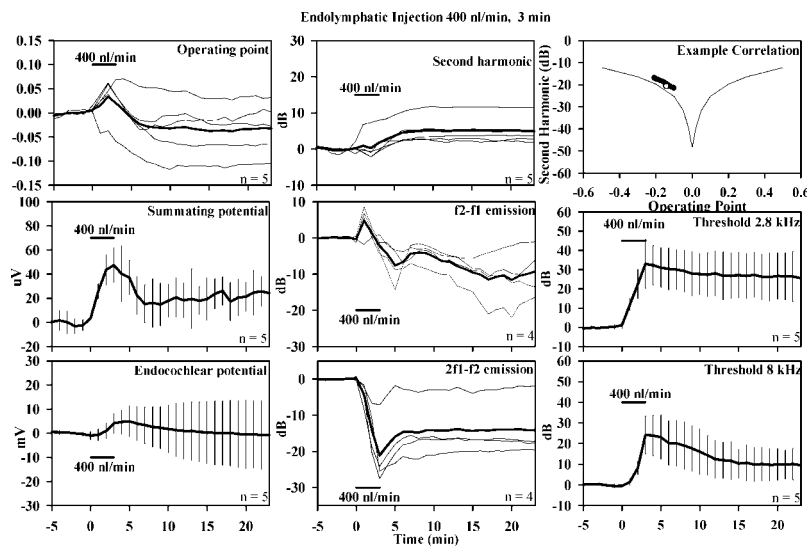 Endolymphatic Injection 400 nl/min, 3 min
Operating point
400 nl/min
0.15
0.10
0.05
0.00
-0.05
-0.10
-0.15
n = 5
Second harmonic
400 nl/min
dB
30
20
10
0
-10
n = 5
Example Correlation
Second Harmonic (dB)
0
-10
-20
-30
-40
-50
-60
-0.6 -0.4 -0.2 0.0 0.2 0.4 0.6
Operating Point
Summating potential
400 nl/min
uV
100
80
60
40
20
0
-20
n = 5
f2-f1 emission
400 nl/min
dB
10
0
-10
-20
-30
n = 4
Threshold 2.8 kHz
400 nl/min
dB
60
50
40
30
20
10
0
-10
n = 5
Endocochlear potential
400 nl/min
mV
30
20
10
0
-10
-20
-30
n = 5
-5 0 5 10 15 20
2f1-f2 emission
400 nl/min
dB
0
-10
-20
-30
n = 4
-5 0 5 10 15 20
Time (min)
Threshold 8 kHz
400 nl/min
dB
60
50
40
30
20
10
0
-10
n = 5
-5 0 5 10 15 20